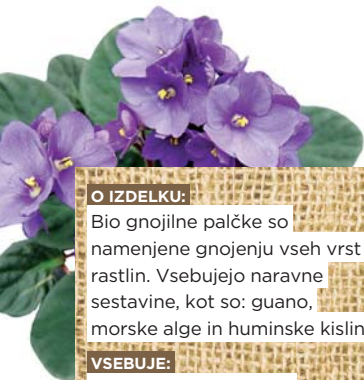 O IZDELKU:
Bio gnojilne palčke so
namenjene gnojenju vseh vrst
rastlin. Vsebujejo naravne
sestavine, kot so: guano,
morske alge in huminske kislin
VSEBUJE: